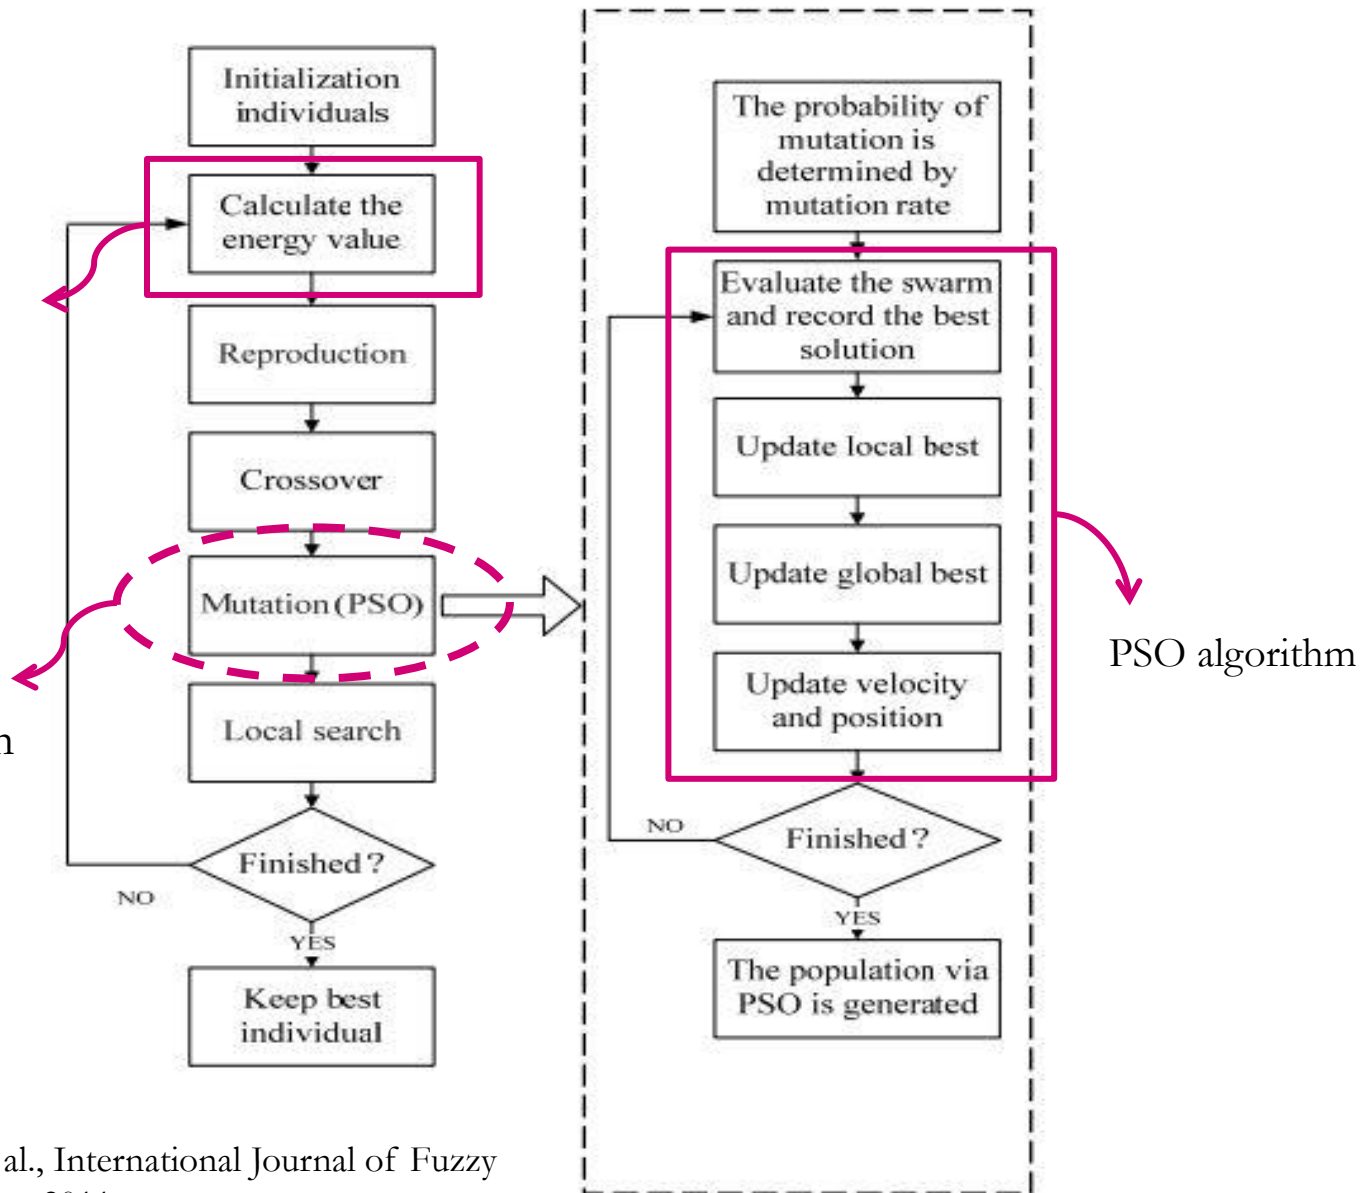 Initialization
individuals
Calculate the
energy value
Reproduction
Crossover
Mutation (PSO)
Local search
Finished ?
NO
YES
Keep best
individual
The probability of
mutation is
determined by
mutation rate
Evaluate the swarm
and record the best
solution
Update local best
Update global best
Update velocity
and position
Finished ?
NO
YES
The population via
PSO is generated
PSO algorithm
al., International Journal of Fuzzy